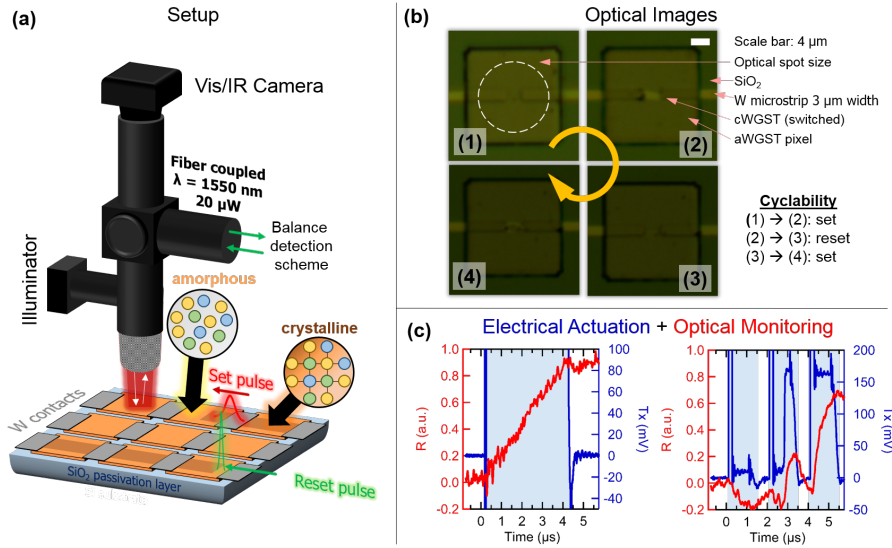 (a)
Setup
Vis/IR Camera
Fiber coupled
λ = 1550 nm
20 µW
Balance
detection
scheme
Illuminator
amorphous
crystalline
Set pulse
W contacts
SiO2 passivation layer
Reset pulse
(b)
Optical Images
Scale bar: 4 µm
Optical spot size
SiO2
W microstrip 3 µm width
cWGST (switched)
aWGST pixel
(1)
(2)
(4)
(3)
Cyclability
(1) → (2): set
(2) → (3): reset
(3) → (4): set
(c)
Electrical Actuation + Optical Monitoring
1.0
0.8
0.6
0.4
0.2
0.0
-0.2
R (a.u.)
100
80
60
40
20
0
-20
-40
Tx (mV)
0 1 2 3 4 5
Time (µs)
1.0
0.8
0.6
0.4
0.2
0.0
-0.2
R (a.u.)
200
150
100
50
0
-50
Tx (mV)
0 1 2 3 4 5
Time (µs)